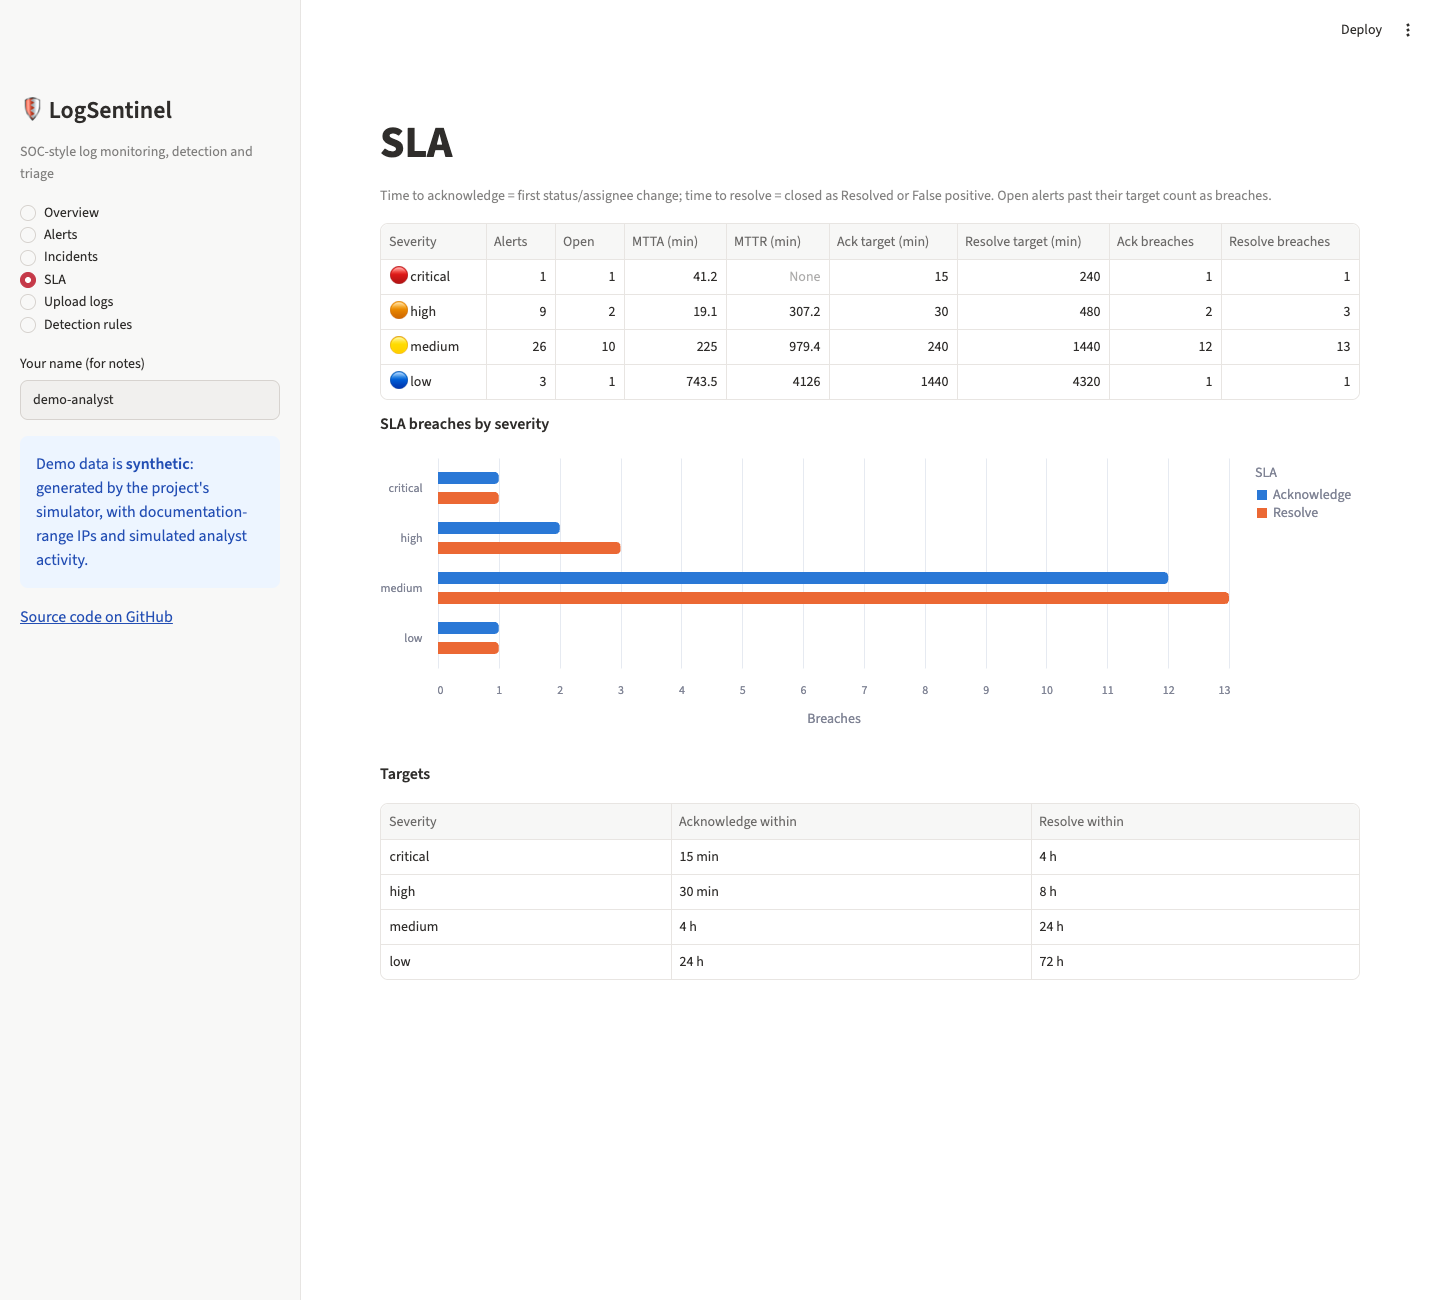 Deploy
LogSentinel
SOC-style log monitoring, detection and
triage
Overview
Alerts
Incidents
SLA
Upload logs
Detection rules
Your name (for notes)
demo-analyst
Demo data is synthetic:
generated by the project's
simulator, with documentation-
range IPs and simulated analyst
activity.
Source code on GitHub
SLA
Time to acknowledge = first status/assignee change; time to resolve = closed as Resolved or False positive. Open alerts past their target count as breaches.
Severity Alerts Open MTTA (min) MTTR (min) Ack target (min) Resolve target (min) Ack breaches Resolve breaches
critical 1 1 41.2 None 15 240 1 1
high 9 2 19.1 307.2 30 480 2 3
medium 26 10 225 979.4 240 1440 12 13
low 3 1 743.5 4126 1440 4320 1 1
SLA breaches by severity
critical
high
medium
low
0 1 2 3 4 5 6 7 8 9 10 11 12 13
Breaches
SLA
Acknowledge
Resolve
Targets
Severity Acknowledge within Resolve within
critical 15 min 4 h
high 30 min 8 h
medium 4 h 24 h
low 24 h 72 h